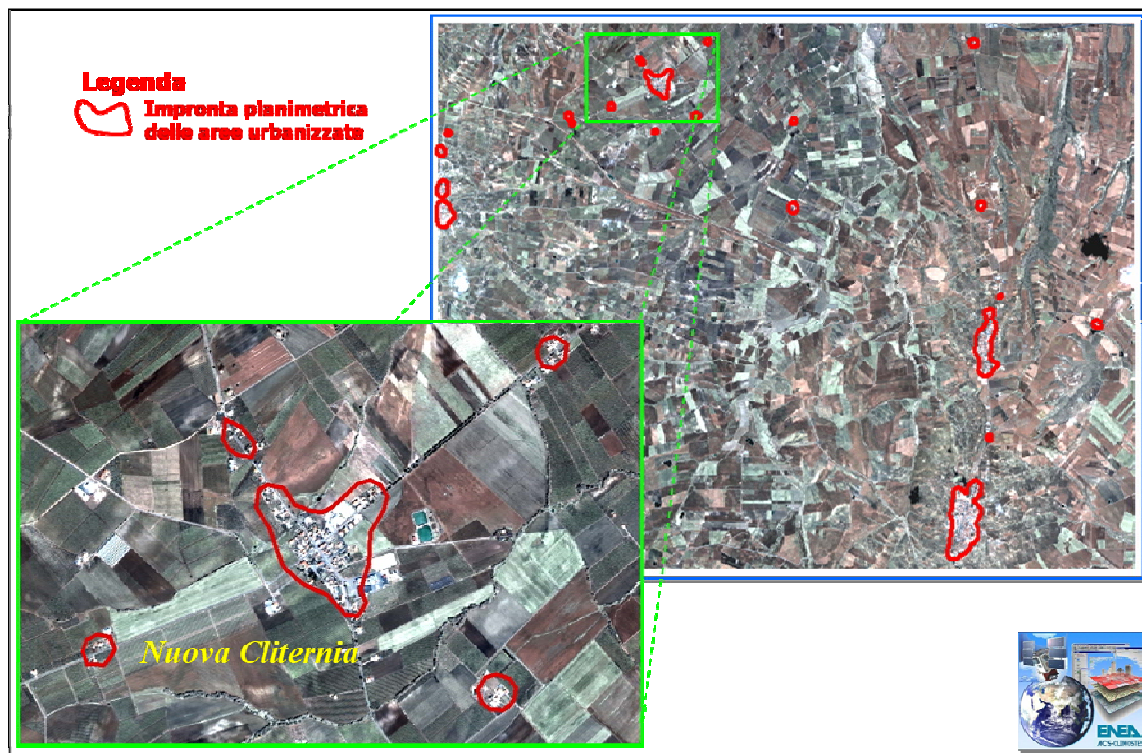 Legenda
Impronta planimetrica
delle aree urbanizzate
Nuova Cliternia
ENEA